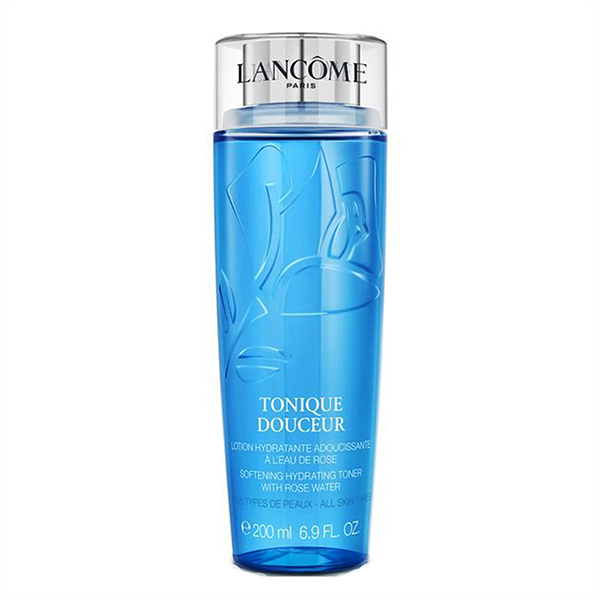 LANCÔME
PARIS
TONIQUE
DOUCEUR
LOTION HYDRATANTE ADOUCISSANTE
À L'EAU DE ROSE
SOFTENING HYDRATING TONER
WITH ROSE WATER
TYPES DE PEAUX - ALL SKIN TYPES
e 200 ml 6.9 FL. OZ.